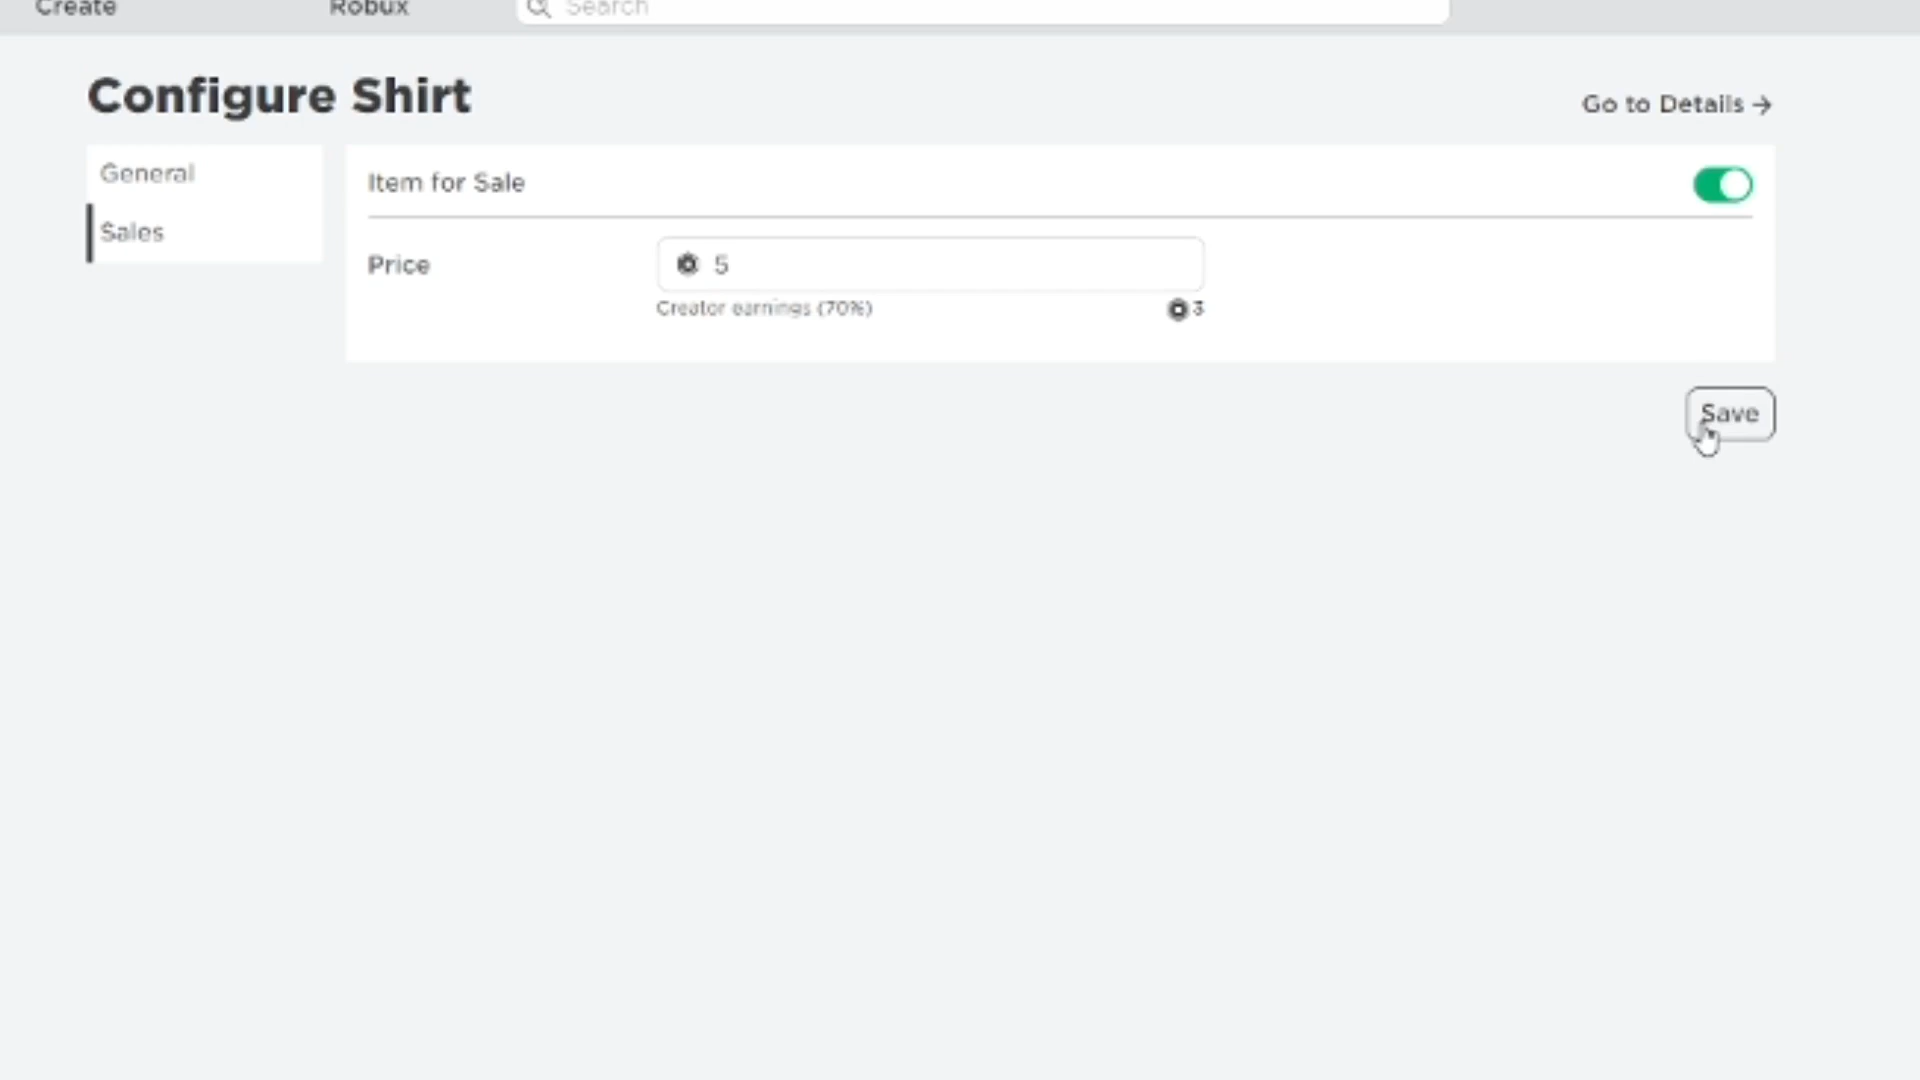 Create Robux Search
Configure Shirt
Go to Details →
General
Sales
Item for Sale
Price 5
Creator earnings (70%) 3
Save